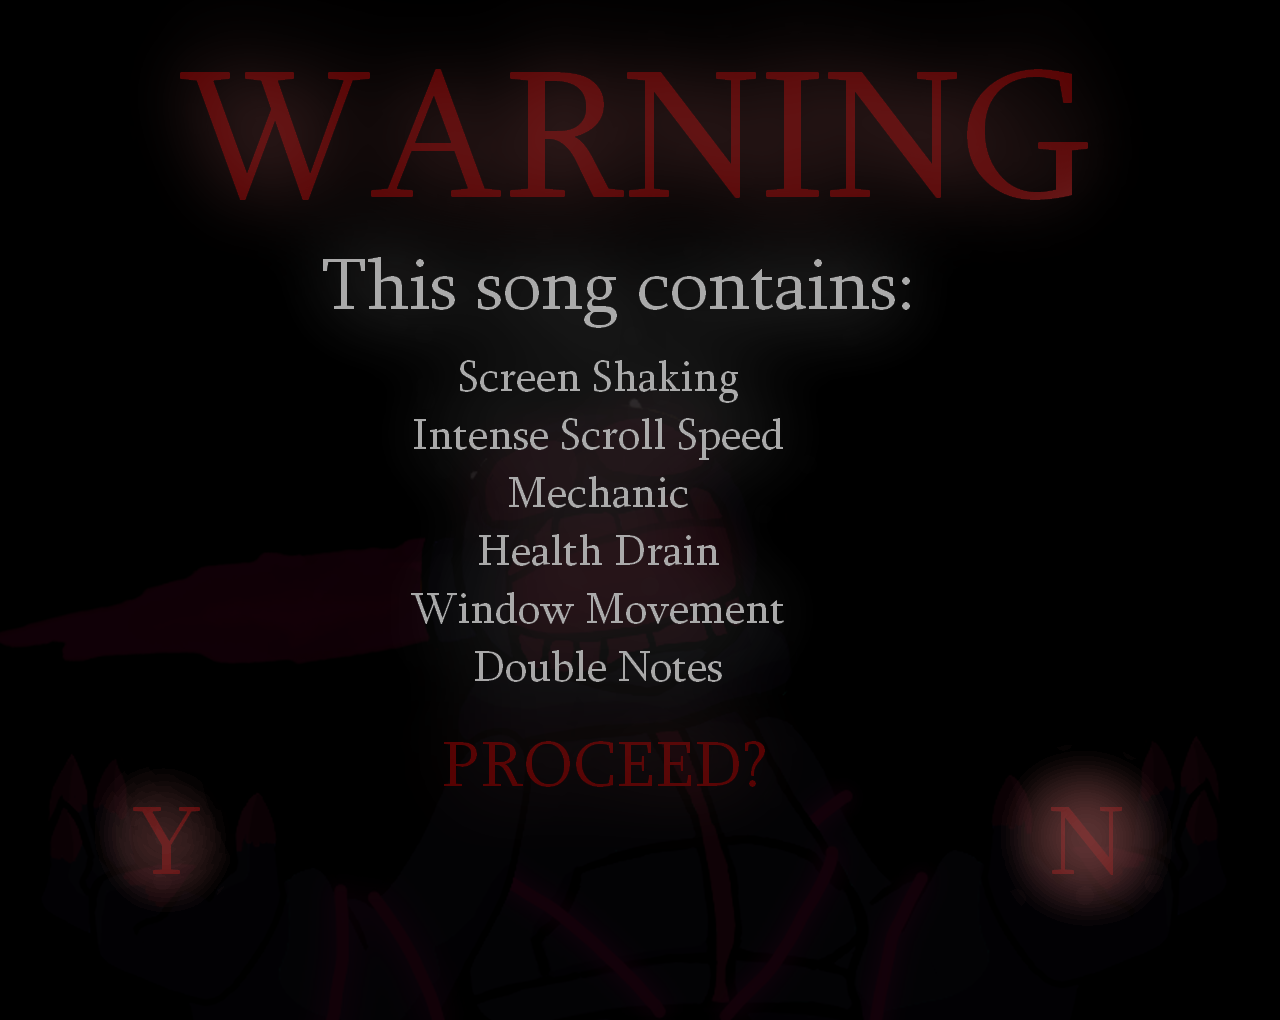 WARNING
This song contains:
Screen Shaking
Intense Scroll Speed
Mechanic
Health Drain
Window Movement
Double Notes
PROCEED?
Y N